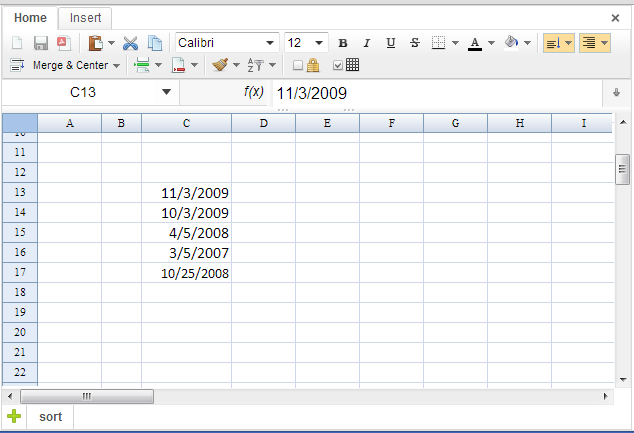 Home Insert
Calibri 12 B I U S A
Merge & Center
C13 f(x) 11/3/2009
A B C D E F G H I
11
12
13 11/3/2009
14 10/3/2009
15 4/5/2008
16 3/5/2007
17 10/25/2008
18
19
20
21
22
sort